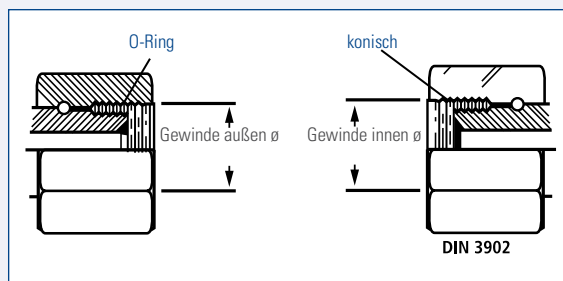 O-Ring
konisch
Gewinde außen ø
Gewinde innen ø
DIN 3902